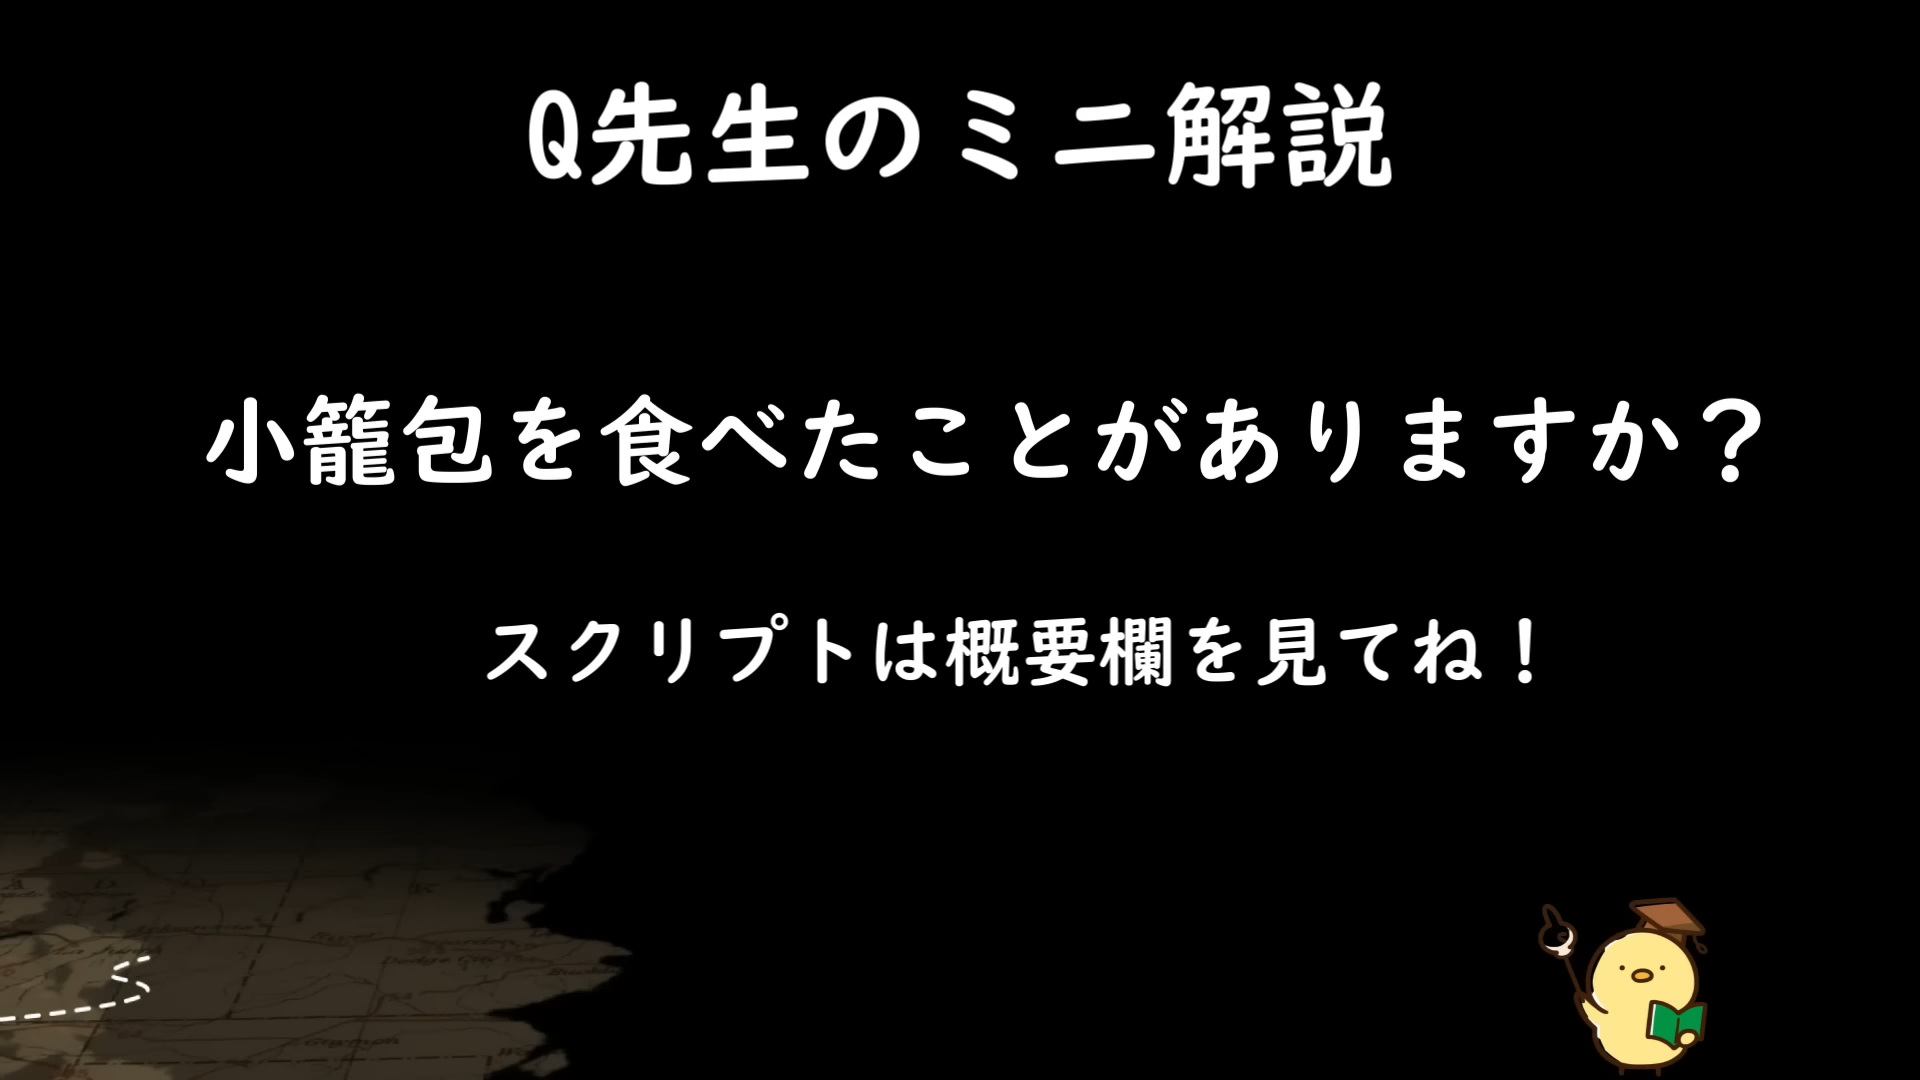 Q先生のミニ解説
小籠包を食べたことがありますか？
スクリプトは概要欄を見てね！